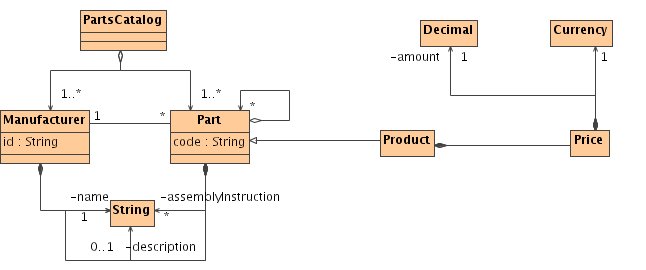 PartsCatalog
Decimal
Currency
-amount
1
1
1..*
1..*
*
Manufacturer
id : String
1
*
Part
code : String
Product
Price
-name
1
-assemblyInstruction
*
String
0..1
-description